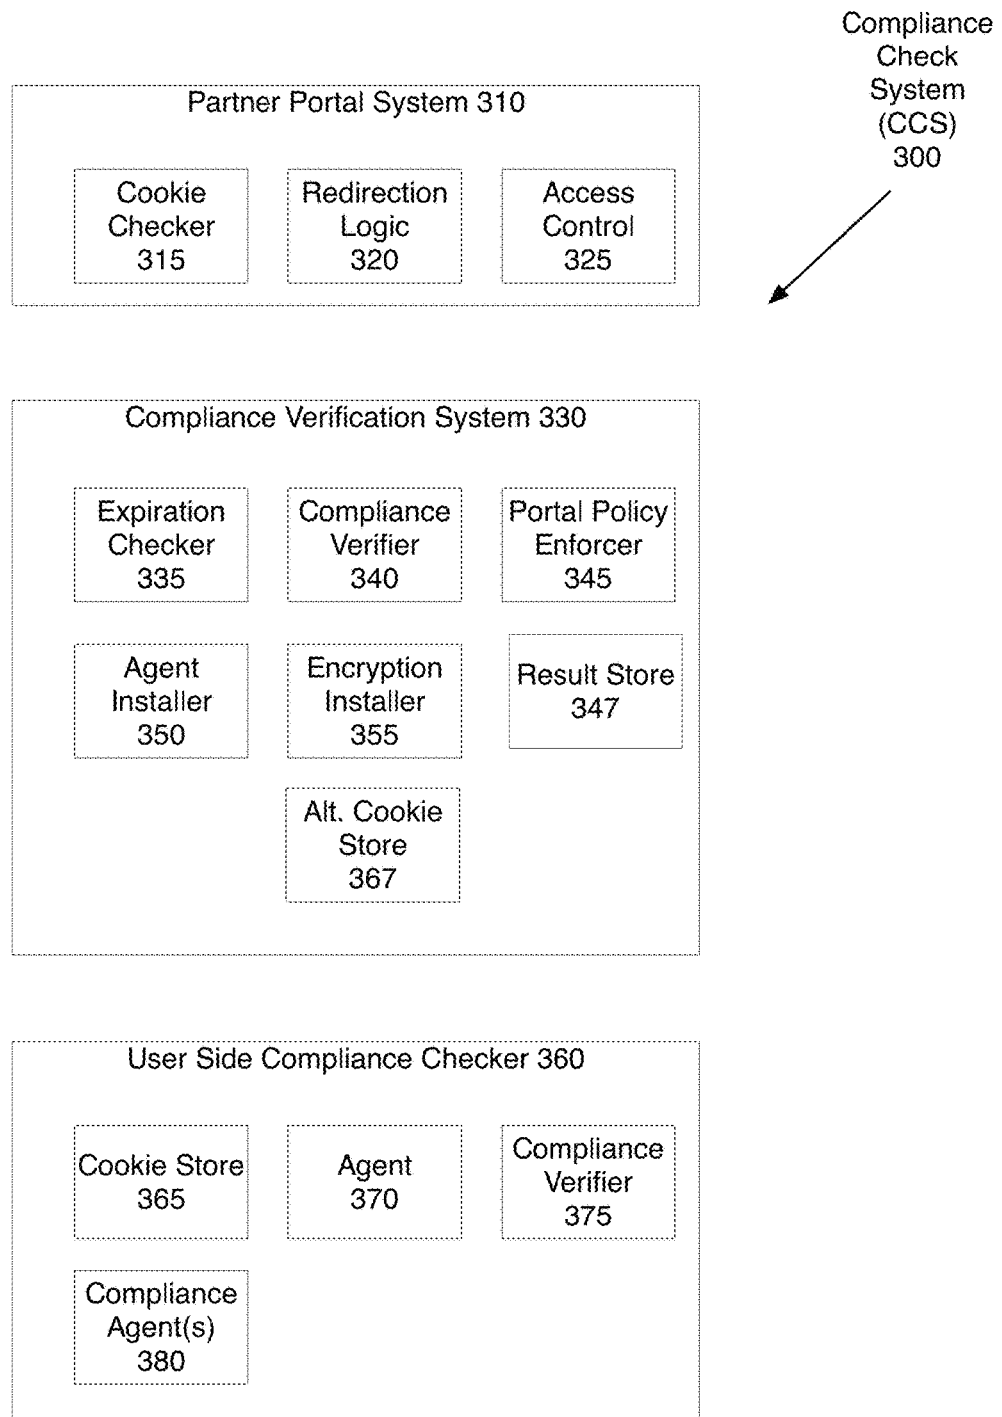 Compliance
Check
System
(CCS)
300
Partner Portal System 310
Cookie
Checker
315
Redirection
Logic
320
Access
Control
325
Compliance Verification System 330
Expiration
Checker
335
Compliance
Verifier
340
Portal Policy
Enforcer
345
Agent
Installer
350
Encryption
Installer
355
Result Store
347
Alt. Cookie
Store
367
User Side Compliance Checker 360
Cookie Store
365
Agent
370
Compliance
Verifier
375
Compliance
Agent(s)
380